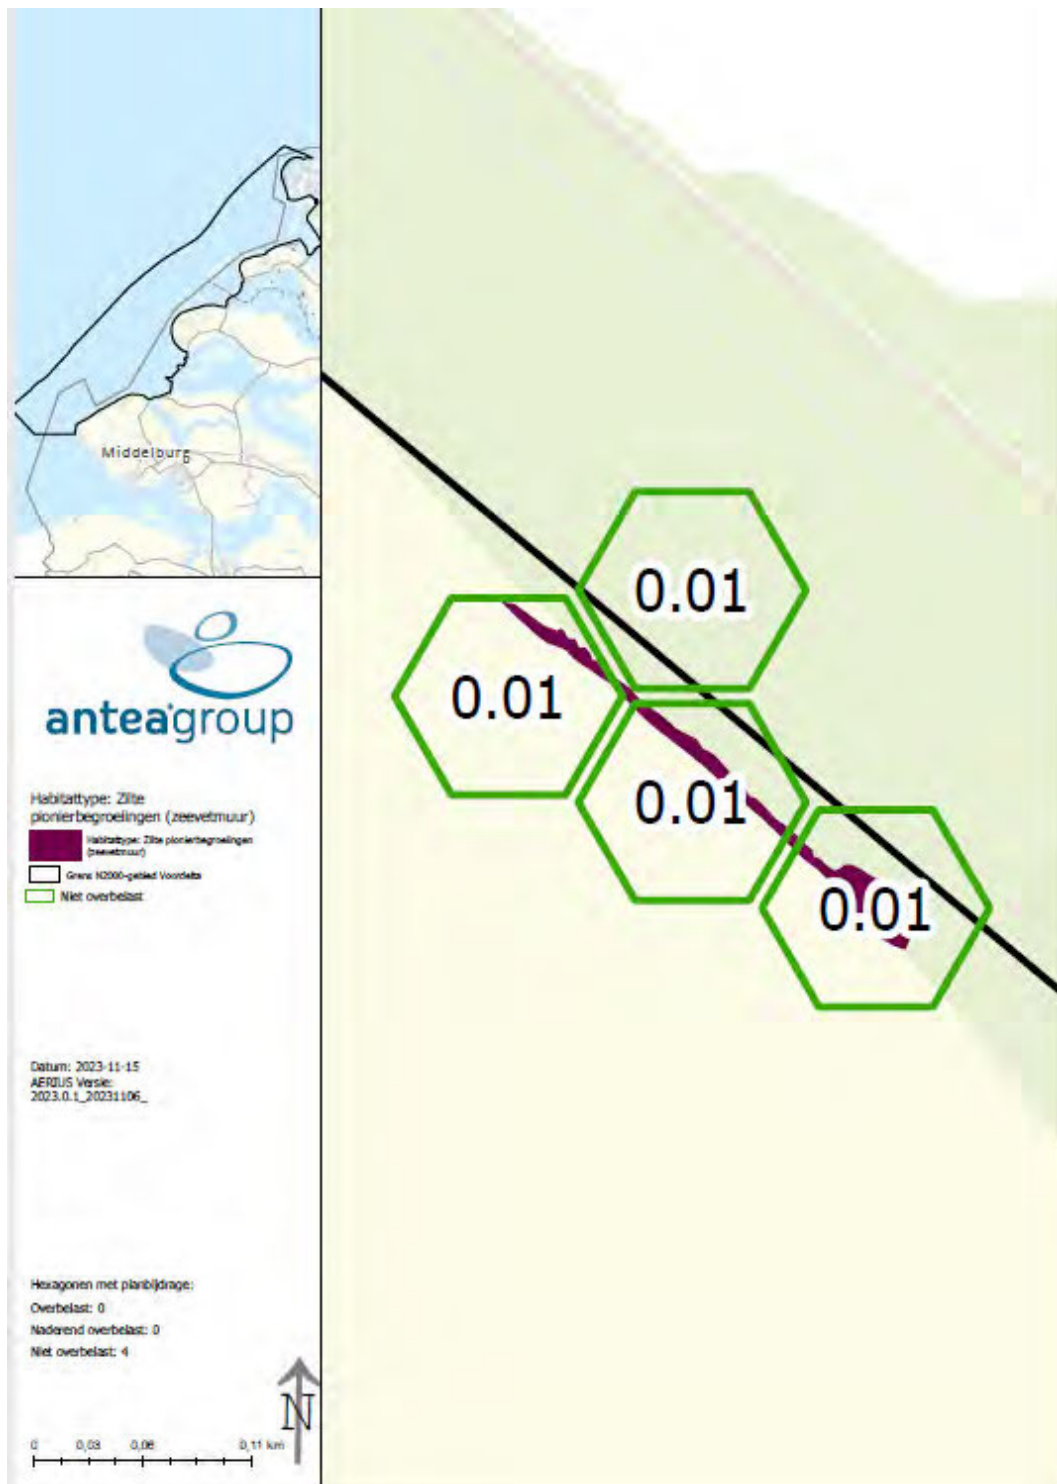 Middelburg
anteagroup
Habitattype: Zilte
pionierbegroeiingen (zeevetmuur)
Habitattype: Zilte pionierbegroeiingen
(zeevetmuur)
Grens N2000-gebied Voordelta
Niet overbelast
Datum: 2023-11-15
AERIUS Versie:
2023.0.1_20231106_
Hexagonen met planbijdrage:
Overbelast: 0
Naderend overbelast: 0
Niet overbelast: 4
N
0 0,03 0,06 0,11 km
0.01
0.01
0.01
0.01